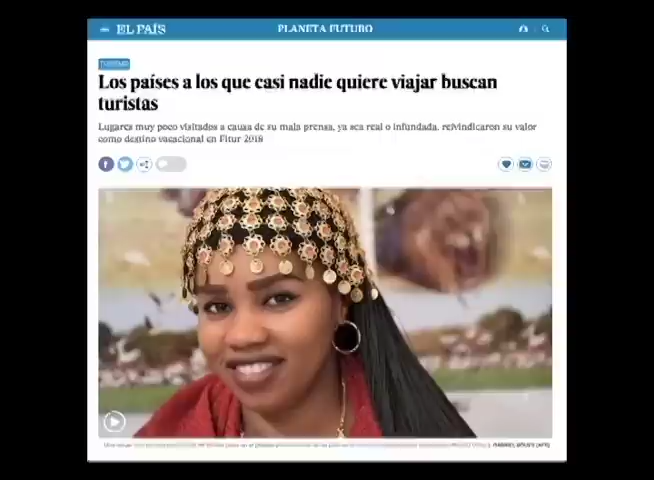 EL PAÍS
PLANETA FUTURO
TURISMO
Los países a los que casi nadie quiere viajar buscan
turistas
Lugares muy poco visitados a causa de su mala prensa, ya sea real o infundada, reivindicaron su valor
como destino vacacional en Fitur 2018